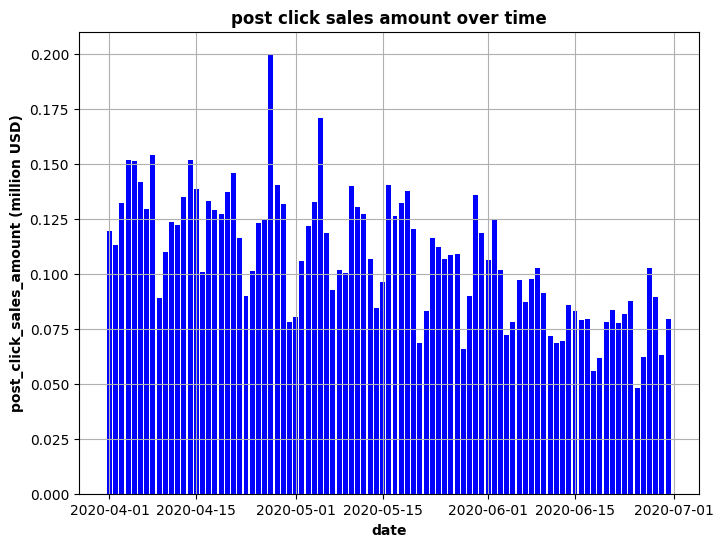 post click sales amount over time
post_click_sales_amount (million USD)
0.200
0.175
0.150
0.125
0.100
0.075
0.050
0.025
0.000
2020-04-01 2020-04-15 2020-05-01 2020-05-15 2020-06-01 2020-06-15 2020-07-01
date